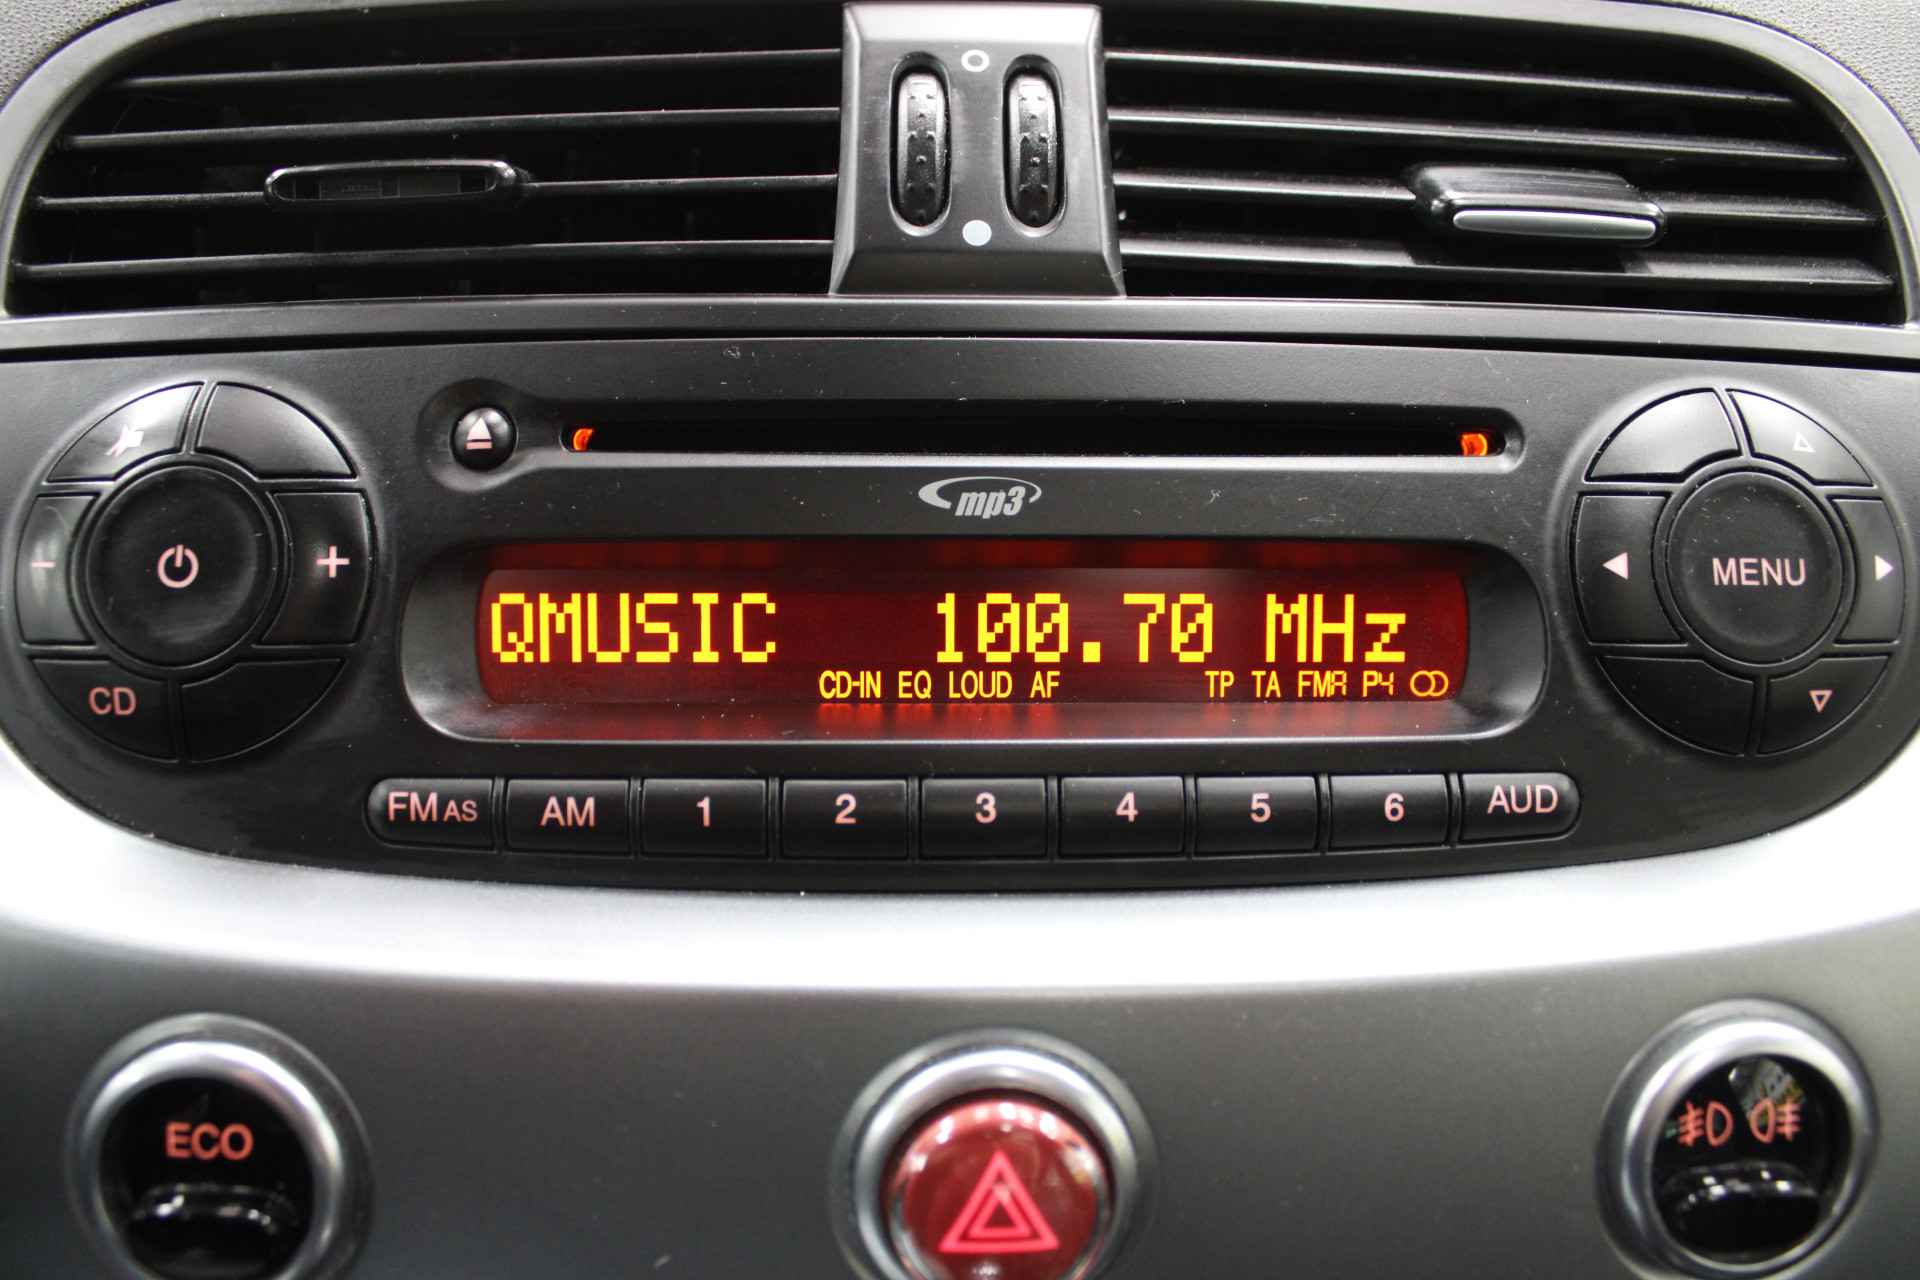 mp3
QMUSIC 100.70 MHz
CD-IN EQ LOUD AF TP TA FMA P4
MENU
CD
FM AS AM 1 2 3 4 5 6 AUD
ECO